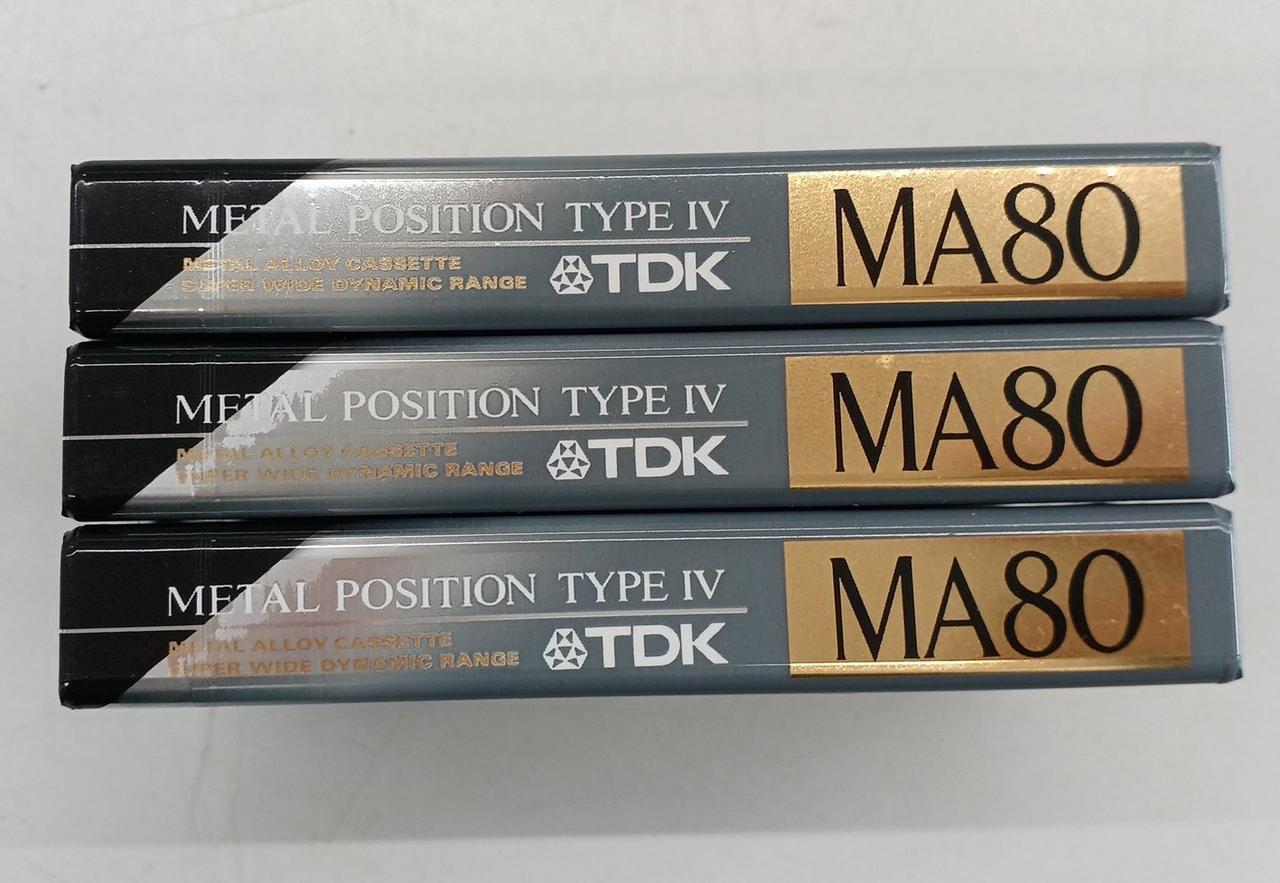 METAL POSITION TYPE IV
METAL ALLOY CASSETTE
SUPER WIDE DYNAMIC RANGE
TDK
MA80
METAL POSITION TYPE IV
METAL ALLOY CASSETTE
SUPER WIDE DYNAMIC RANGE
TDK
MA80
METAL POSITION TYPE IV
METAL ALLOY CASSETTE
SUPER WIDE DYNAMIC RANGE
TDK
MA80